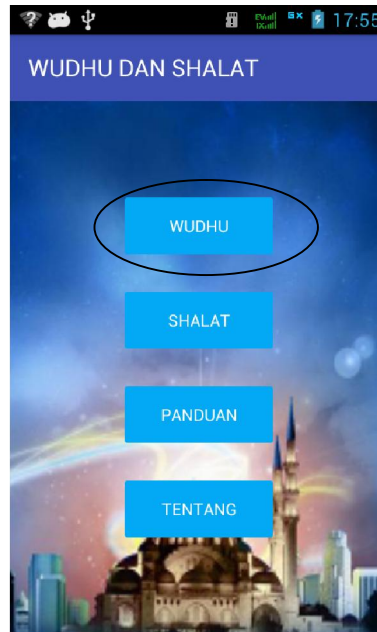 17:55
WUDHU DAN SHALAT
WUDHU
SHALAT
PANDUAN
TENTANG